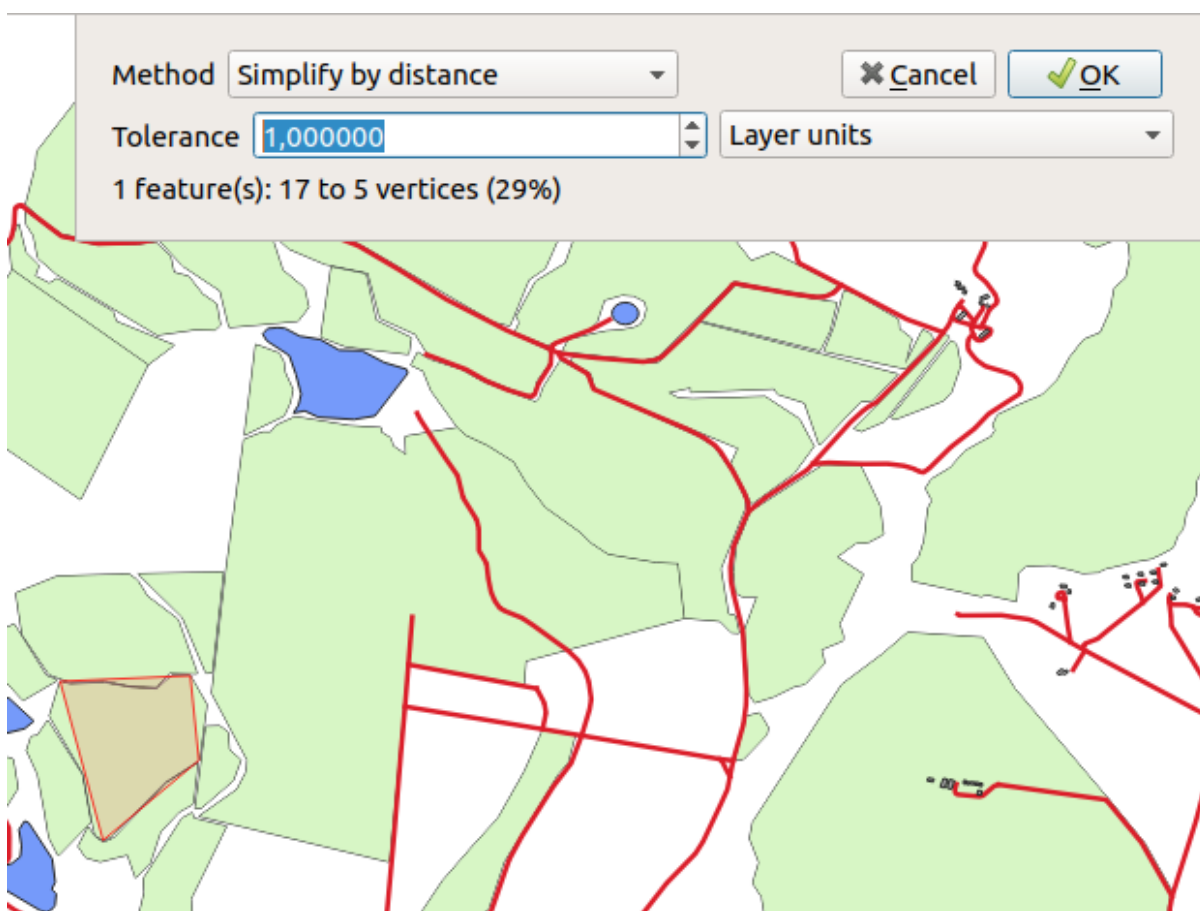 Method Simplify by distance Cancel OK
Tolerance 1,000000 Layer units
1 feature(s): 17 to 5 vertices (29%)